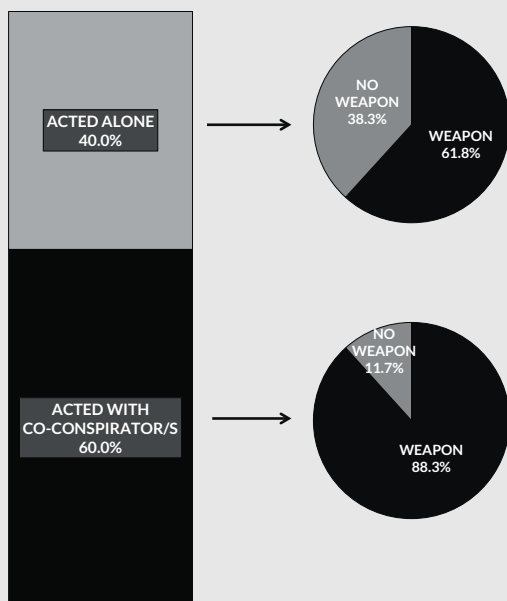 ACTED ALONE
40.0%
NO
WEAPON
38.3%
WEAPON
61.8%
ACTED WITH
CO-CONSPIRATOR/S
60.0%
NO
WEAPON
11.7%
WEAPON
88.3%